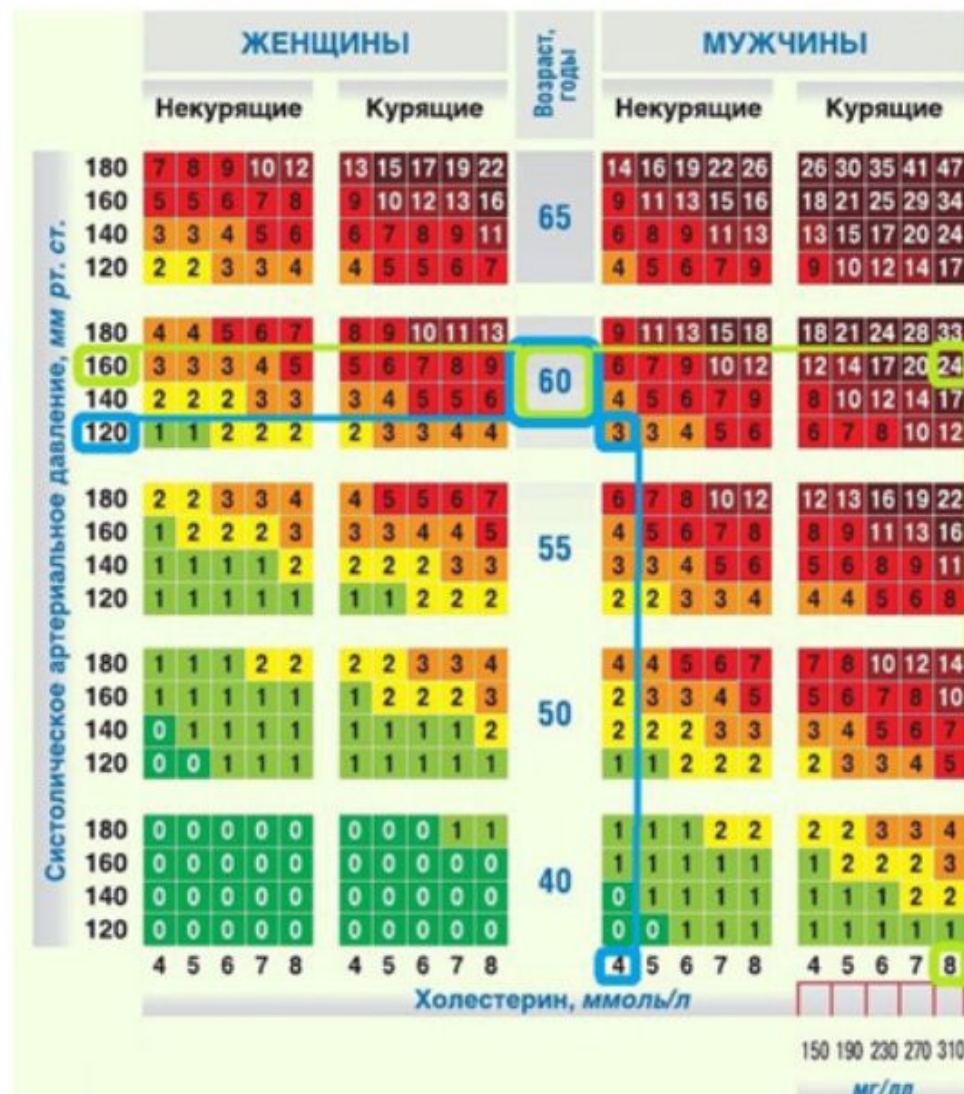 ЖЕНЩИНЫ
Возраст,
годы
МУЖЧИНЫ
Некурящие Курящие Некурящие Курящие
Систолическое артериальное давление, мм рт. ст.
180 7 8 9 10 12 13 15 17 19 22 14 16 19 22 26 26 30 35 41 47
160 5 5 6 7 8 9 10 12 13 16 9 11 13 15 16 18 21 25 29 34
65
140 3 3 4 5 6 6 7 8 9 11 6 8 9 11 13 13 15 17 20 24
120 2 2 3 3 4 4 5 5 6 7 4 5 6 7 9 9 10 12 14 17
180 4 4 5 6 7 8 9 10 11 13 9 11 13 15 18 18 21 24 28 33
160 3 3 3 4 5 5 6 7 8 9 6 7 9 10 12 12 14 17 20 24
60
140 2 2 2 3 3 3 4 5 5 6 4 5 6 7 9 8 10 12 14 17
120 1 1 2 2 2 2 3 3 4 4 3 3 4 5 6 6 7 8 10 12
180 2 2 3 3 4 4 5 5 6 7 6 7 8 10 12 12 13 16 19 22
160 1 2 2 2 3 3 3 4 4 5 4 5 6 7 8 8 9 11 13 16
55
140 1 1 1 1 2 2 2 2 3 3 3 3 4 5 6 5 6 8 9 11
120 1 1 1 1 1 1 1 2 2 2 2 2 3 3 4 4 4 5 6 8
180 1 1 1 2 2 2 2 3 3 4 4 4 5 6 7 7 8 10 12 14
160 1 1 1 1 1 1 2 2 2 3 2 3 3 4 5 5 6 7 8 10
50
140 0 1 1 1 1 1 1 1 1 2 2 2 2 3 3 3 4 5 6 7
120 0 0 1 1 1 1 1 1 1 1 1 1 2 2 2 2 3 3 4 5
180 0 0 0 0 0 0 0 0 1 1 1 1 1 2 2 2 2 3 3 4
160 0 0 0 0 0 0 0 0 0 0 1 1 1 1 1 1 2 2 2 3
40
140 0 0 0 0 0 0 0 0 0 0 0 1 1 1 1 1 1 1 2 2
120 0 0 0 0 0 0 0 0 0 0 0 0 1 1 1 1 1 1 1 1
4 5 6 7 8 4 5 6 7 8 4 5 6 7 8 4 5 6 7 8
Холестерин, ммоль/л
150 190 230 270 310
мг/дл